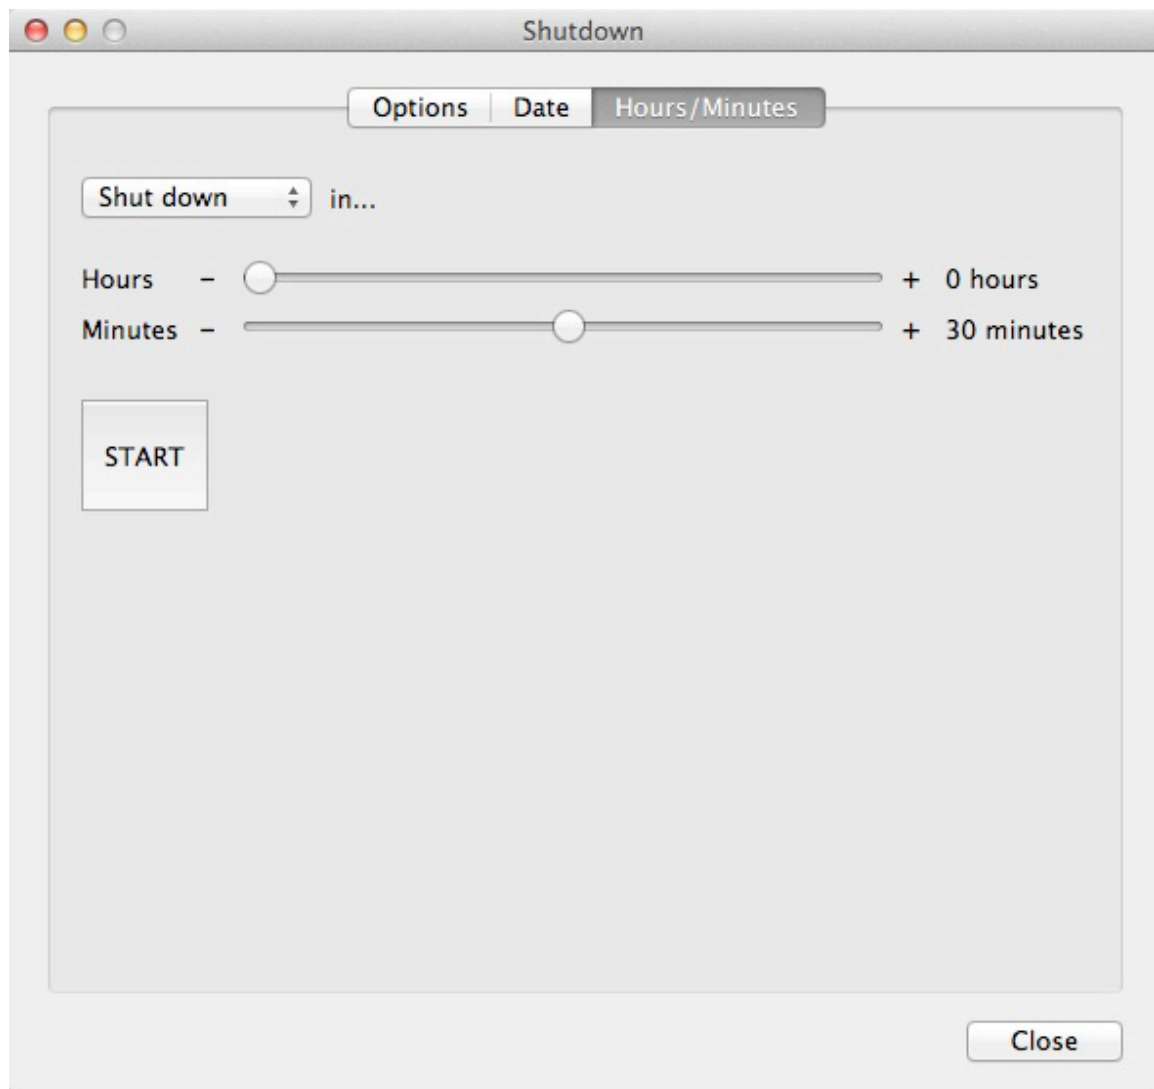 Shutdown
Options Date Hours/Minutes
Shut down in...
Hours - + 0 hours
Minutes - + 30 minutes
START
Close